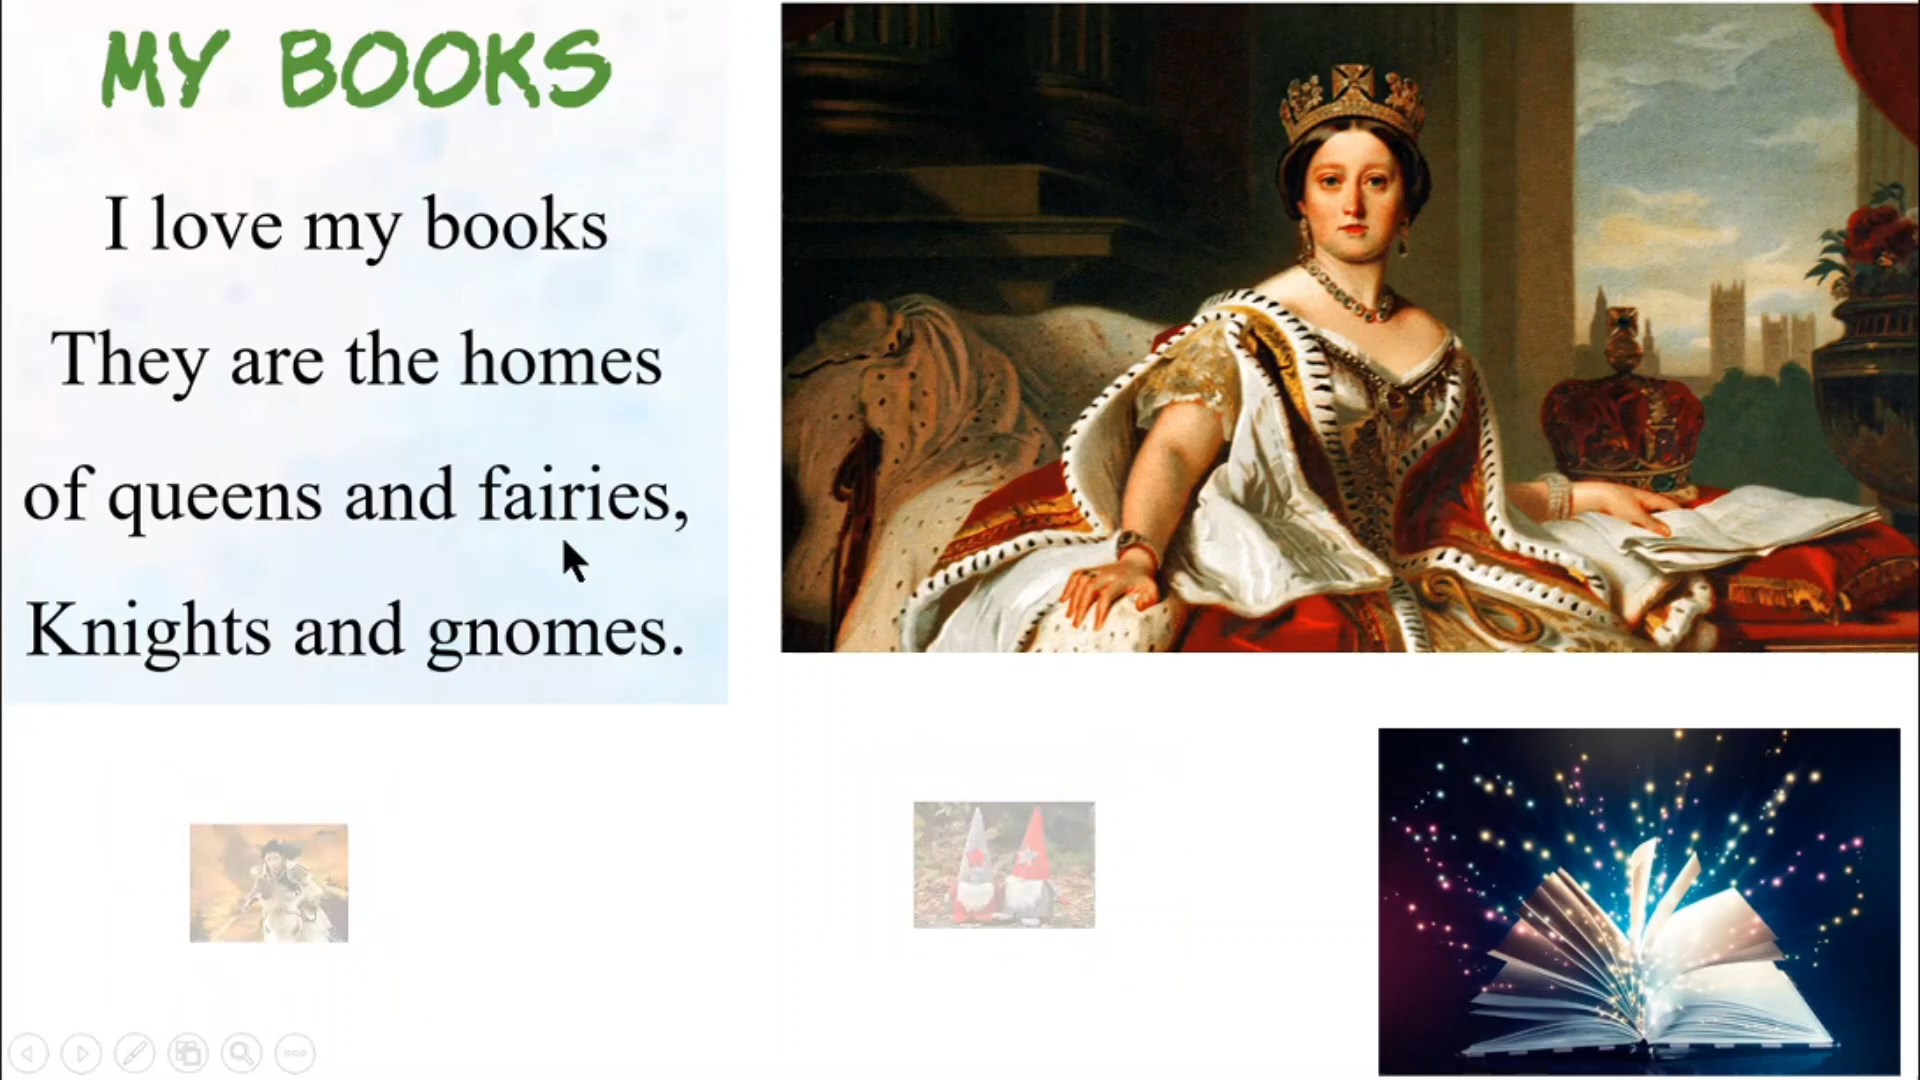 MY BOOKS
I love my books
They are the homes
of queens and fairies,
Knights and gnomes.